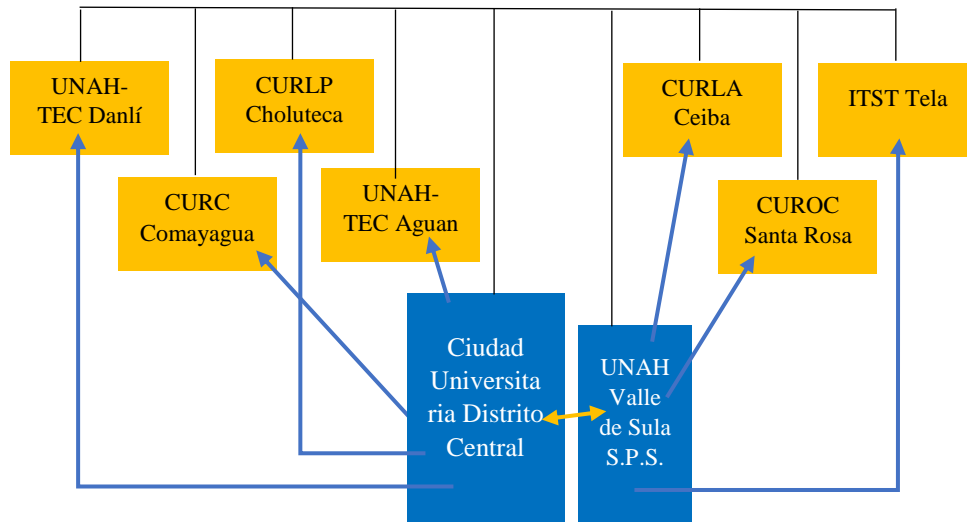 UNAH-
TEC Danlí
CURLP
Choluteca
CURLA
Ceiba
ITST Tela
CURC
Comayagua
UNAH-
TEC Aguan
CUROC
Santa Rosa
Ciudad
Universita
ria Distrito
Central
UNAH
Valle
de Sula
S.P.S.